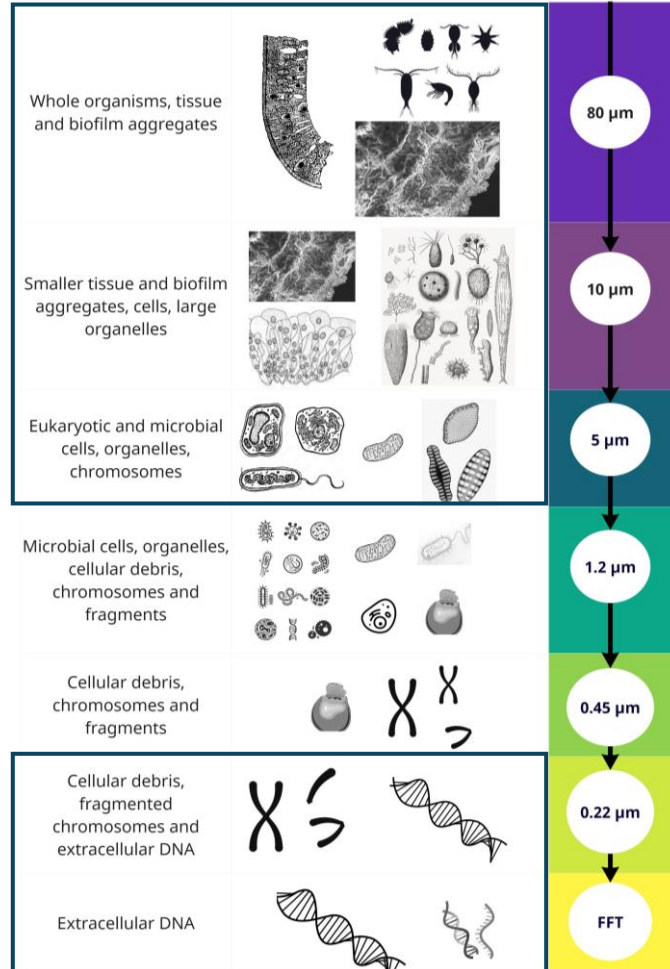 Whole organisms, tissue
and biofilm aggregates
80 µm
Smaller tissue and biofilm
aggregates, cells, large
organelles
10 µm
Eukaryotic and microbial
cells, organelles,
chromosomes
5 µm
Microbial cells, organelles,
cellular debris,
chromosomes and
fragments
1.2 µm
Cellular debris,
chromosomes and
fragments
0.45 µm
Cellular debris,
fragmented
chromosomes and
extracellular DNA
0.22 µm
Extracellular DNA
FFT